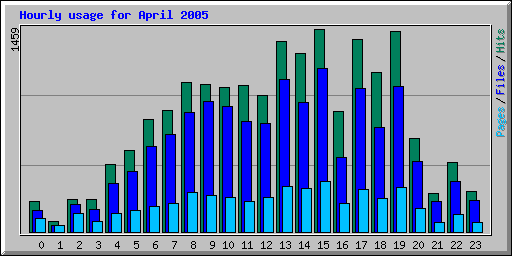 Hourly usage for April 2005
1459
Pages/Files/Hits
0 1 2 3 4 5 6 7 8 9 10 11 12 13 14 15 16 17 18 19 20 21 22 23